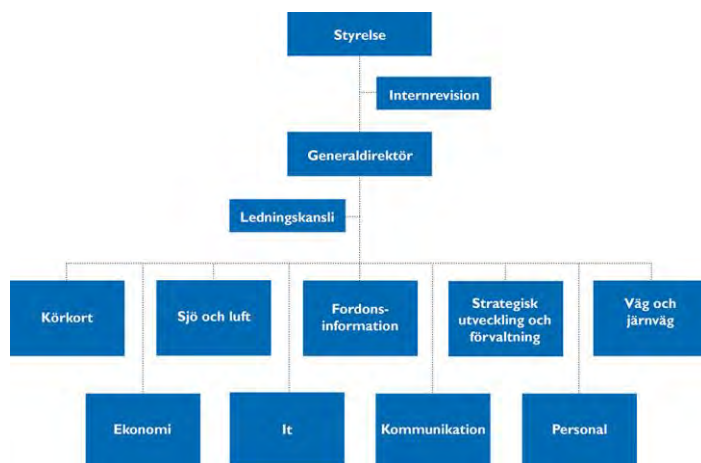 Styrelse
Internrevision
Generaldirektör
Ledningskansli
Körkort
Sjö och luft
Fordons-
information
Strategisk
utveckling och
förvaltning
Väg och
järnväg
Ekonomi
It
Kommunikation
Personal